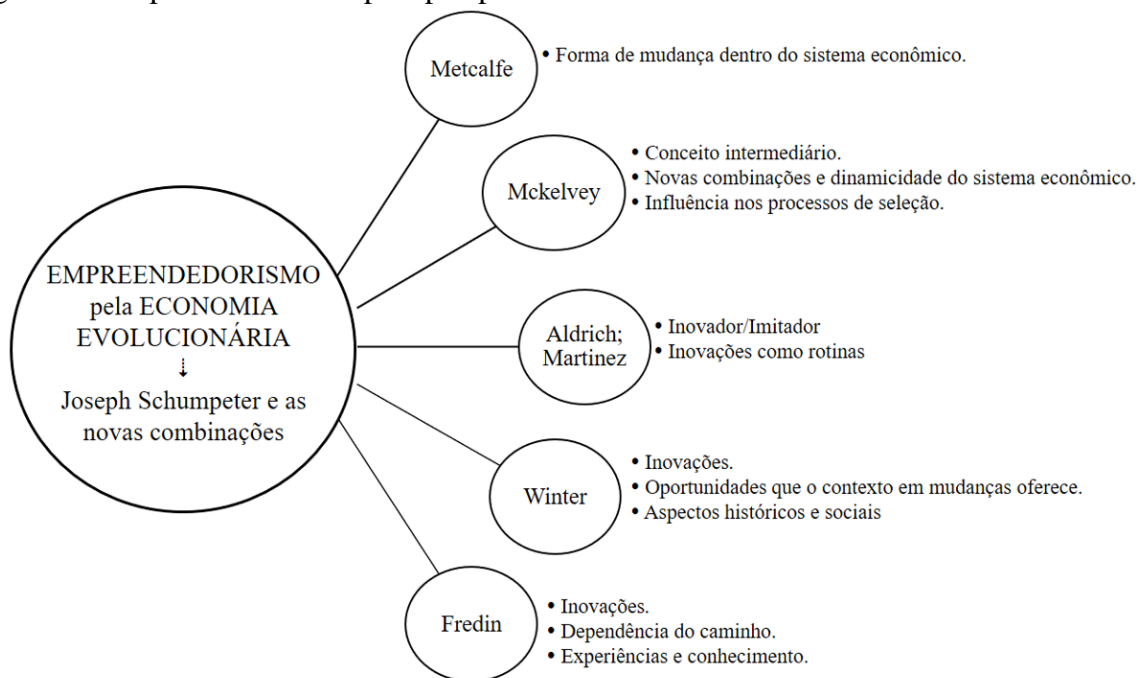 Metcalfe
• Forma de mudança dentro do sistema econômico.
Mckelvey
• Conceito intermediário.
• Novas combinações e dinamicidade do sistema econômico.
• Influência nos processos de seleção.
EMPREENDEDORISMO
pela ECONOMIA
EVOLUCIONÁRIA
Joseph Schumpeter e as
novas combinações
Aldrich;
Martinez
• Inovador/Imitador
• Inovações como rotinas
Winter
• Inovações.
• Oportunidades que o contexto em mudanças oferece.
• Aspectos históricos e sociais
Fredin
• Inovações.
• Dependência do caminho.
• Experiências e conhecimento.